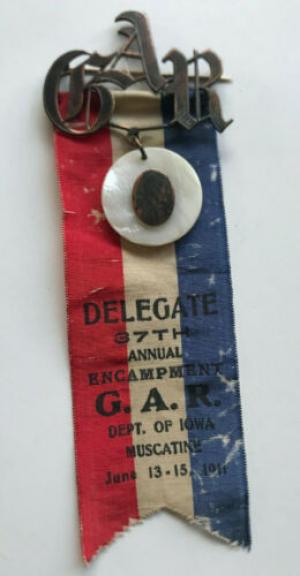 GAR
DELEGATE
37TH
ANNUAL
ENCAMPMENT
G. A. R.
DEPT. OF IOWA
MUSCATINE
June 13-15, 1911